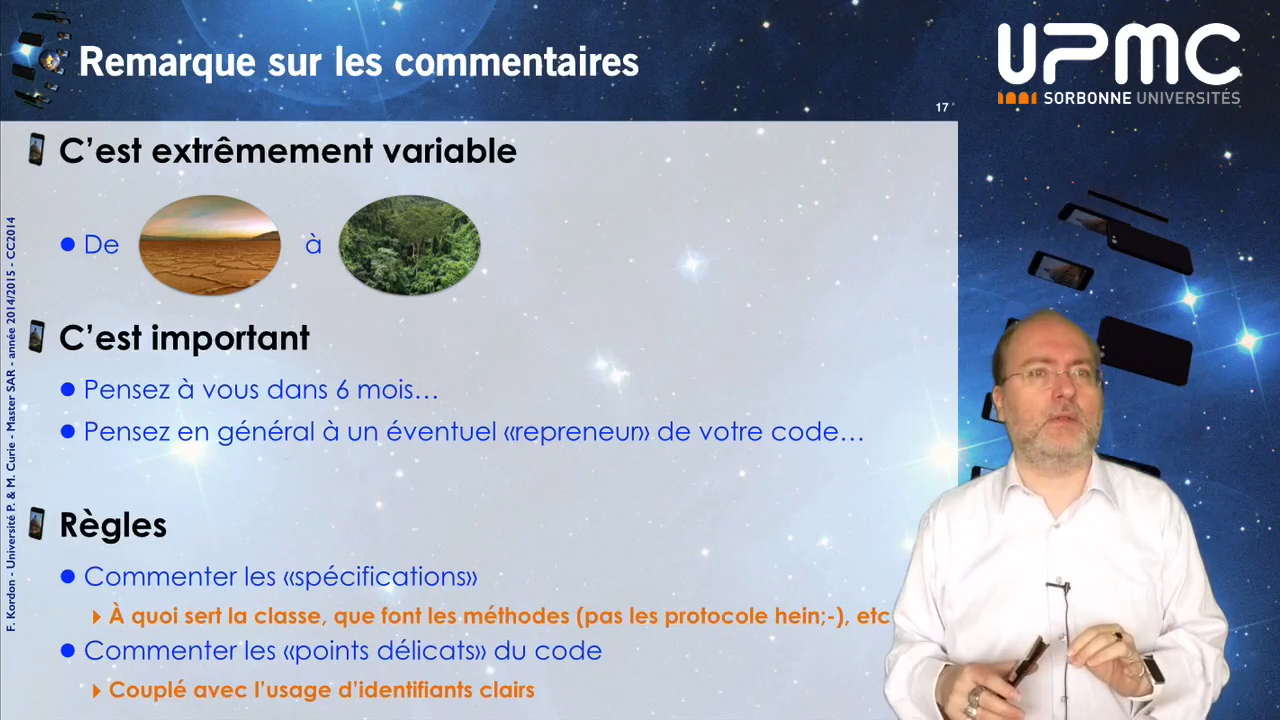 Remarque sur les commentaires
UPMC
SORBONNE UNIVERSITÉS
17
C’est extrêmement variable
De à
C’est important
Pensez à vous dans 6 mois…
Pensez en général à un éventuel «repreneur» de votre code…
Règles
Commenter les «spécifications»
À quoi sert la classe, que font les méthodes (pas les protocole hein;-), etc
Commenter les «points délicats» du code
Couplé avec l’usage d’identifiants clairs
F. Kordon - Université P. & M. Curie - Master SAR - année 2014/2015 - CC2014